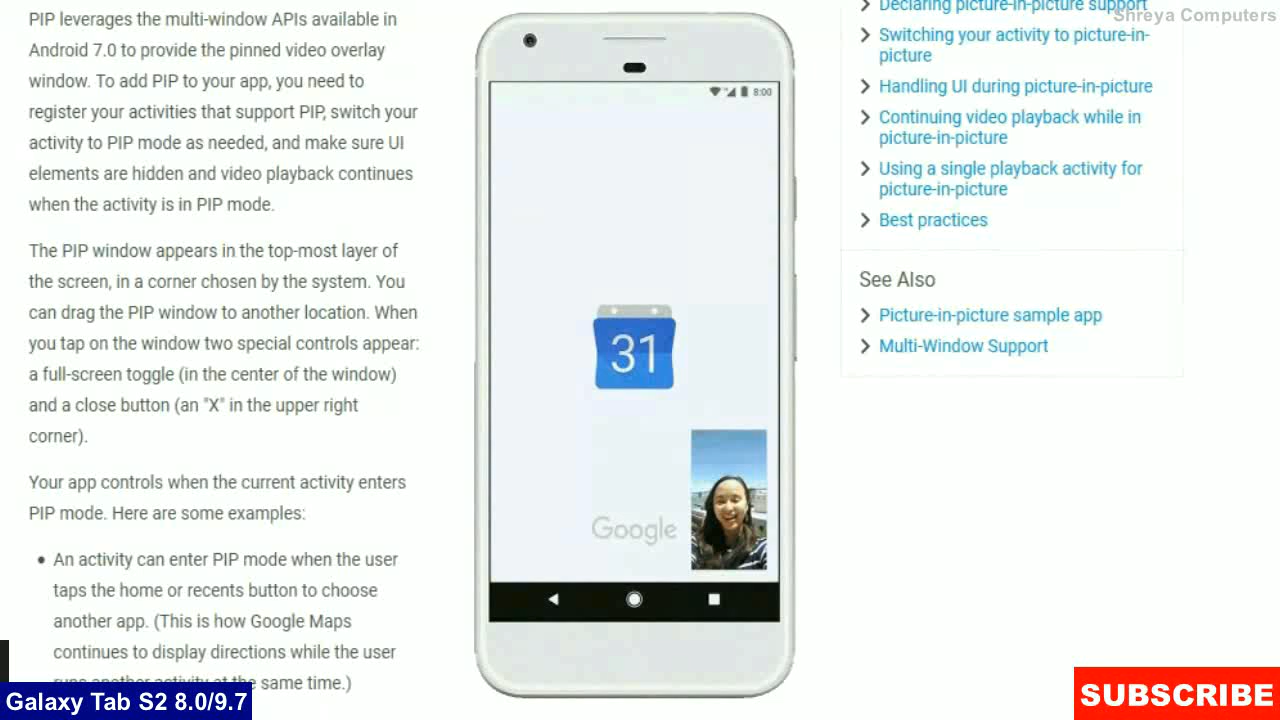 PIP leverages the multi-window APIs available in
Android 7.0 to provide the pinned video overlay
window. To add PIP to your app, you need to
register your activities that support PIP, switch your
activity to PIP mode as needed, and make sure UI
elements are hidden and video playback continues
when the activity is in PIP mode.
The PIP window appears in the top-most layer of
the screen, in a corner chosen by the system. You
can drag the PIP window to another location. When
you tap on the window two special controls appear:
a full-screen toggle (in the center of the window)
and a close button (an "X" in the upper right
corner).
Your app controls when the current activity enters
PIP mode. Here are some examples:
• An activity can enter PIP mode when the user
taps the home or recents button to choose
another app. (This is how Google Maps
continues to display directions while the user
runs another activity at the same time.)
Galaxy Tab S2 8.0/9.7
8:00
31
Google
Declaring picture-in-picture support
Shreya Computers
Switching your activity to picture-in-
picture
Handling UI during picture-in-picture
Continuing video playback while in
picture-in-picture
Using a single playback activity for
picture-in-picture
Best practices
See Also
Picture-in-picture sample app
Multi-Window Support
SUBSCRIBE